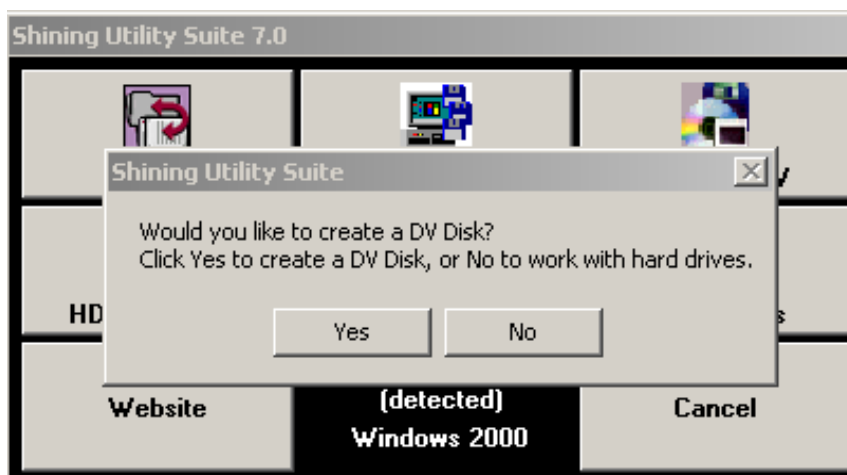 Shining Utility Suite 7.0
Shining Utility Suite
Would you like to create a DV Disk?
Click Yes to create a DV Disk, or No to work with hard drives.
Yes
No
HD
Website
(detected)
Windows 2000
Cancel